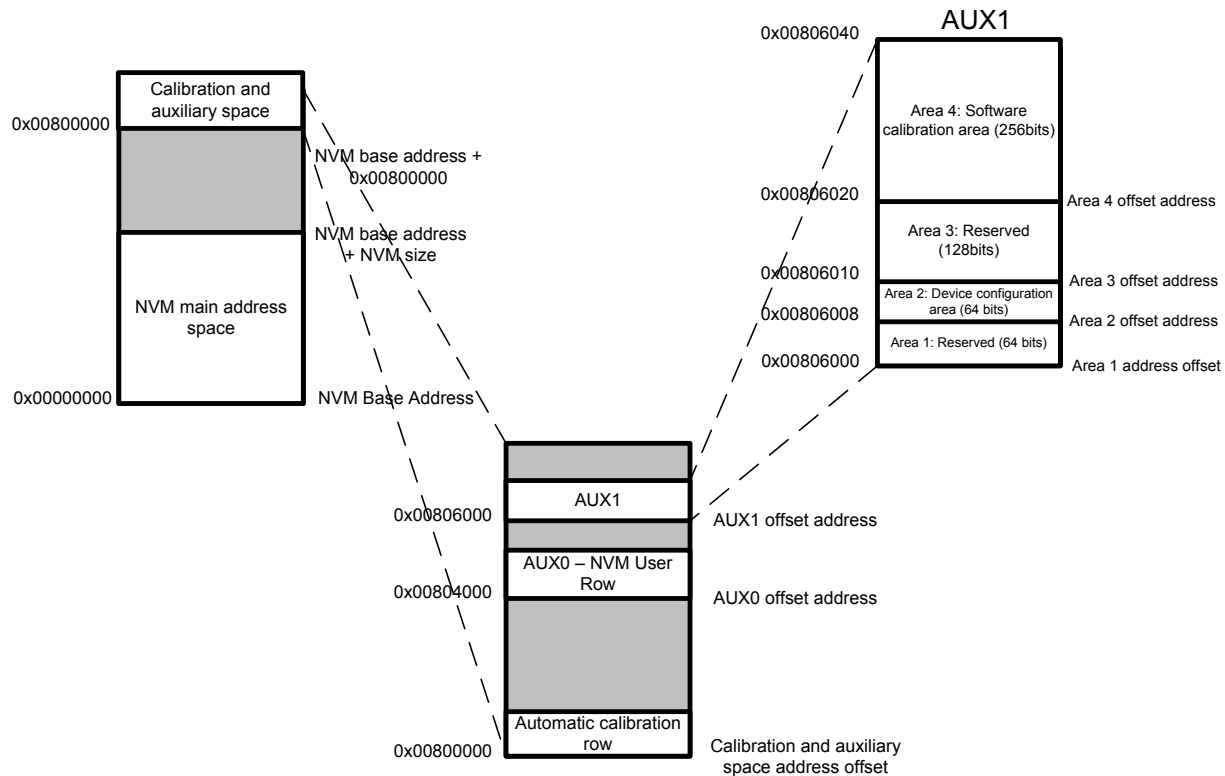 AUX1
0x00806040
Calibration and
auxiliary space
0x00800000
NVM base address +
0x00800000
NVM base address
+ NVM size
NVM main address
space
0x00000000
NVM Base Address
Area 4: Software
calibration area (256bits)
0x00806020
Area 4 offset address
Area 3: Reserved
(128bits)
0x00806010
Area 3 offset address
Area 2: Device configuration
area (64 bits)
0x00806008
Area 2 offset address
Area 1: Reserved (64 bits)
0x00806000
Area 1 address offset
AUX1
0x00806000
AUX1 offset address
AUX0 – NVM User
Row
0x00804000
AUX0 offset address
Automatic calibration
row
0x00800000
Calibration and auxiliary
space address offset